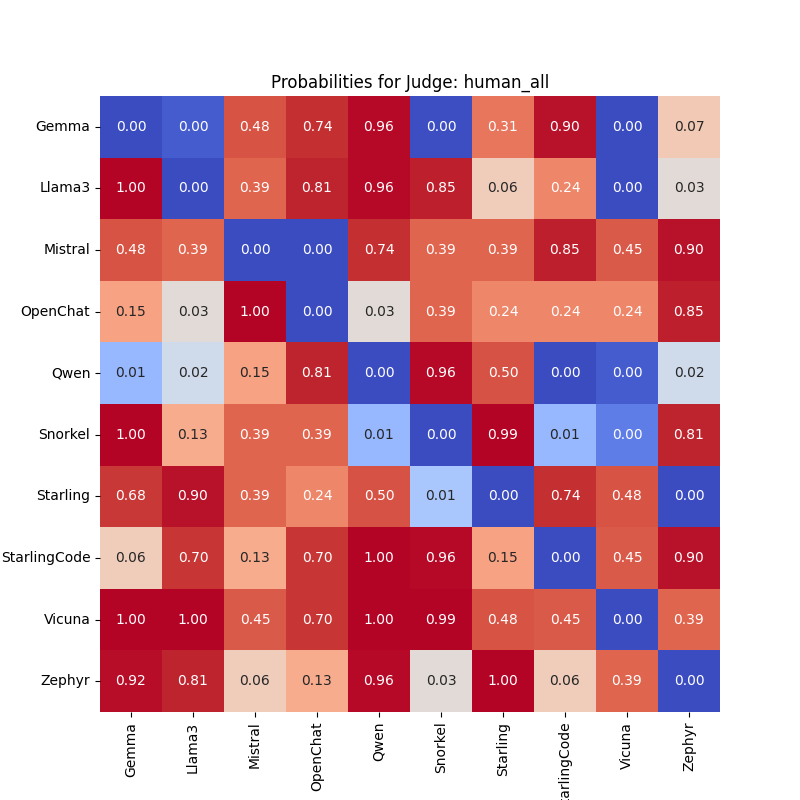 Probabilities for Judge: human_all
Gemma 0.00 0.00 0.48 0.74 0.96 0.00 0.31 0.90 0.00 0.07
Llama3 1.00 0.00 0.39 0.81 0.96 0.85 0.06 0.24 0.00 0.03
Mistral 0.48 0.39 0.00 0.00 0.74 0.39 0.39 0.85 0.45 0.90
OpenChat 0.15 0.03 1.00 0.00 0.03 0.39 0.24 0.24 0.24 0.85
Qwen 0.01 0.02 0.15 0.81 0.00 0.96 0.50 0.00 0.00 0.02
Snorkel 1.00 0.13 0.39 0.39 0.01 0.00 0.99 0.01 0.00 0.81
Starling 0.68 0.90 0.39 0.24 0.50 0.01 0.00 0.74 0.48 0.00
StarlingCode 0.06 0.70 0.13 0.70 1.00 0.96 0.15 0.00 0.45 0.90
Vicuna 1.00 1.00 0.45 0.70 1.00 0.99 0.48 0.45 0.00 0.39
Zephyr 0.92 0.81 0.06 0.13 0.96 0.03 1.00 0.06 0.39 0.00
Gemma Llama3 Mistral OpenChat Qwen Snorkel Starling arlingCode Vicuna Zephyr